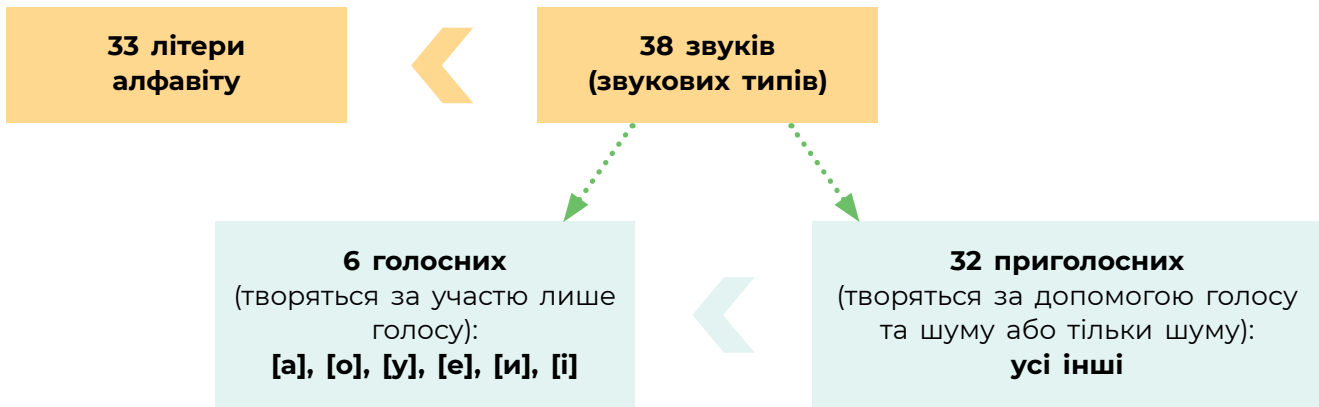 33 літери
алфавіту
38 звуків
(звукових типів)
6 голосних
(творяться за участю лише
голосу):
[а], [о], [у], [е], [и], [і]
32 приголосних
(творяться за допомогою голосу
та шуму або тільки шуму):
усі інші